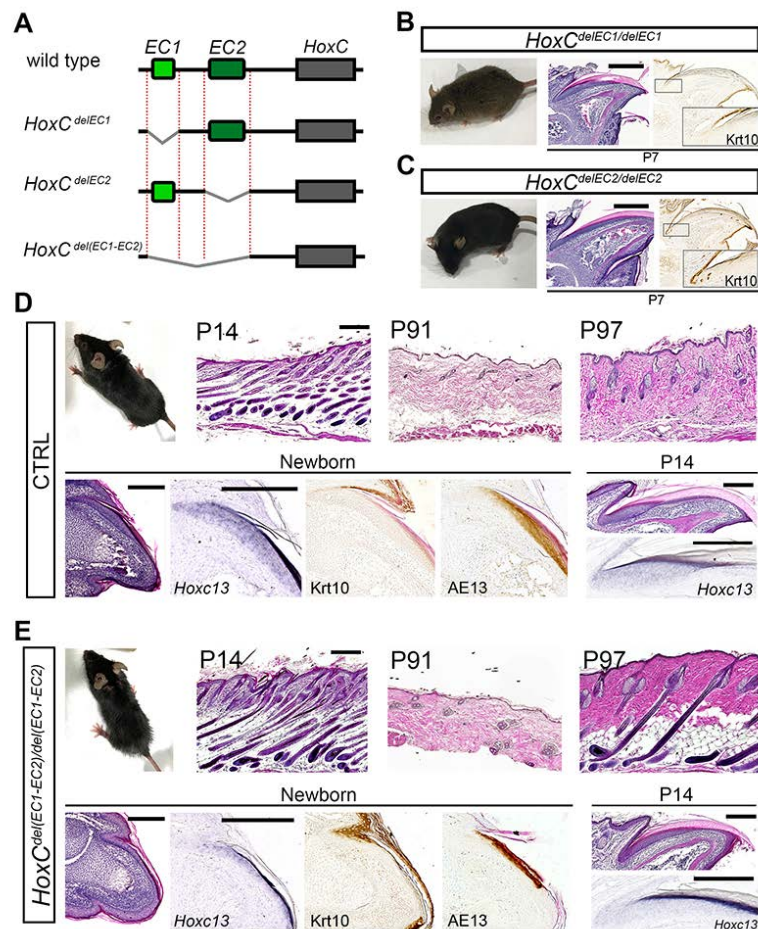 A
EC1 EC2 HoxC
wild type
HoxC delEC1
HoxC delEC2
HoxC del(EC1-EC2)
B
HoxC delEC1/delEC1
Krt10
P7
C
HoxC delEC2/delEC2
Krt10
P7
D
CTRL
P14 P91 P97
Newborn P14
Hoxc13 Krt10 AE13 Hoxc13
E
HoxC del(EC1-EC2)/del(EC1-EC2)
P14 P91 P97
Newborn P14
Hoxc13 Krt10 AE13 Hoxc13